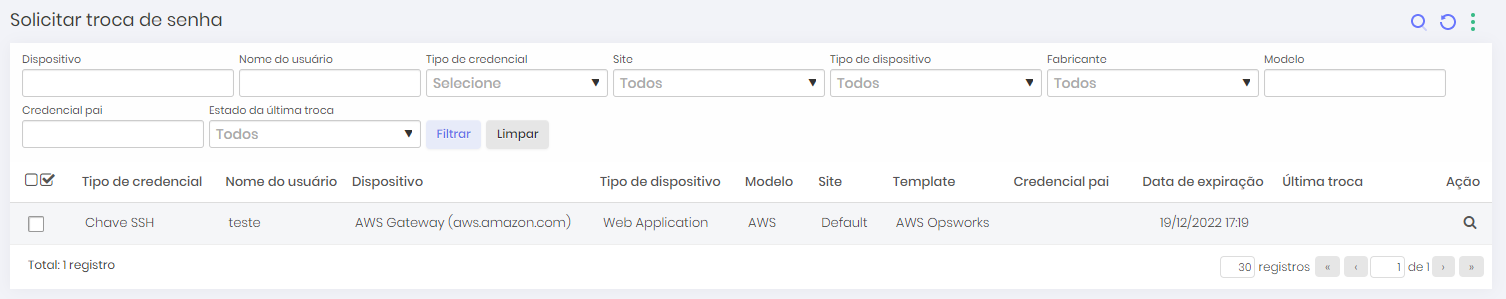 Solicitar troca de senha
Dispositivo Nome do usuário Tipo de credencial Site Tipo de dispositivo Fabricante Modelo
Selecione Todos Todos Todos
Credencial pai Estado da última troca
Todos Filtrar Limpar
Tipo de credencial Nome do usuário Dispositivo Tipo de dispositivo Modelo Site Template Credencial pai Data de expiração Última troca Ação
Chave SSH teste AWS Gateway (aws.amazon.com) Web Application AWS Default AWS Opsworks 19/12/2022 17:19
Total: 1 registro 30 registros « ‹ 1 de 1 › »